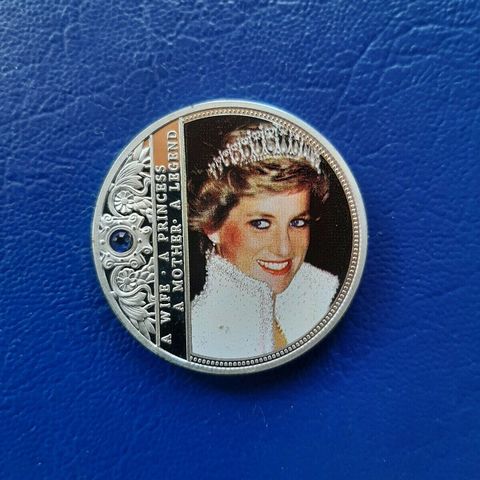 A WIFE , A PRINCESS
A MOTHER, A LEGEND